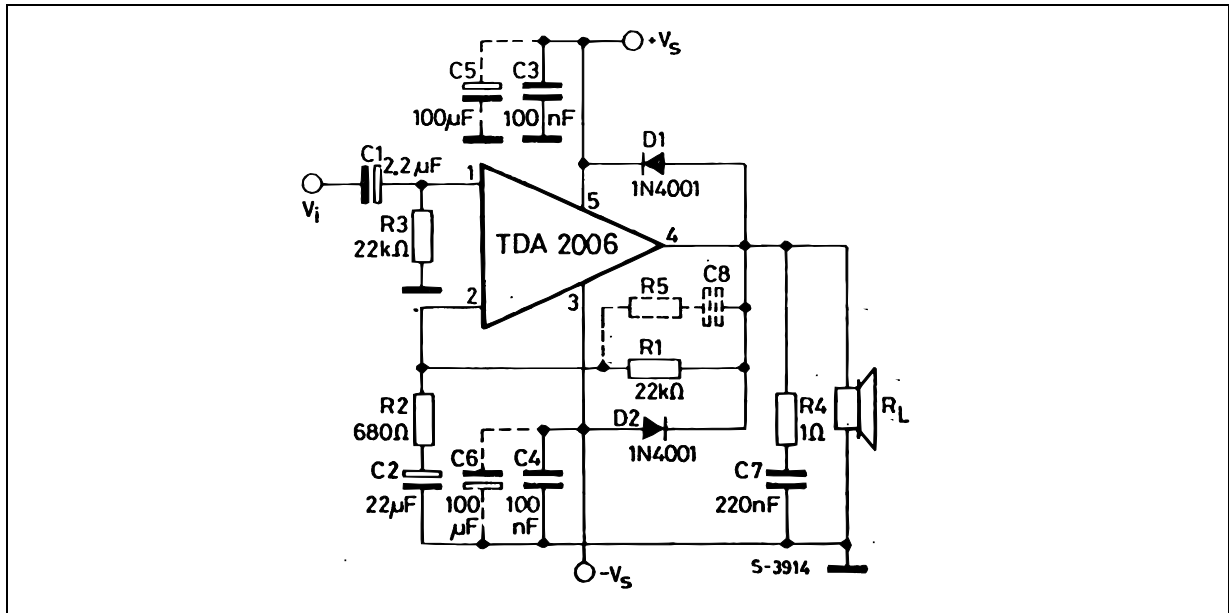 +Vs
C5
C3
100µF
100 nF
D1
1N4001
C1
2.2µF
Vi
1
5
R3
22kΩ
TDA 2006
4
2
3
R5
C8
R1
22kΩ
R2
680Ω
D2
1N4001
R4
1Ω
RL
C2
22µF
C6
100
µF
C4
100
nF
C7
220nF
S-3914
-Vs